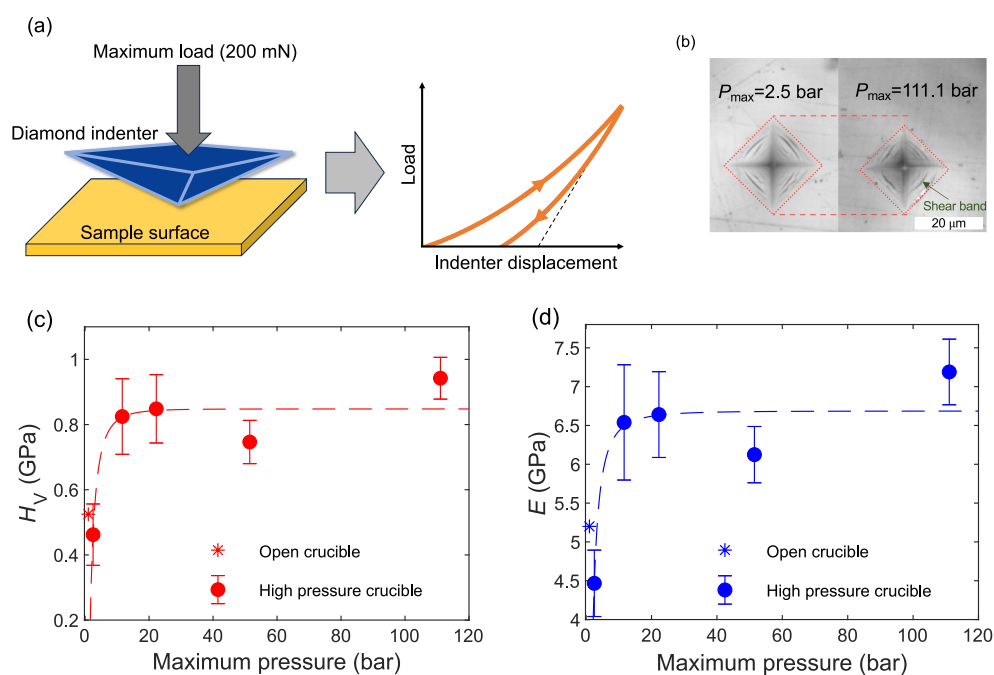 (a)
Maximum load (200 mN)
Diamond indenter
Sample surface
Load
Indenter displacement
(b)
P_max=2.5 bar
P_max=111.1 bar
Shear band
20 μm
(c)
1
0.8
0.6
0.4
0.2
H_V (GPa)
Open crucible
High pressure crucible
0 20 40 60 80 100 120
Maximum pressure (bar)
(d)
7.5
7
6.5
6
5.5
5
4.5
4
E (GPa)
Open crucible
High pressure crucible
0 20 40 60 80 100 120
Maximum pressure (bar)